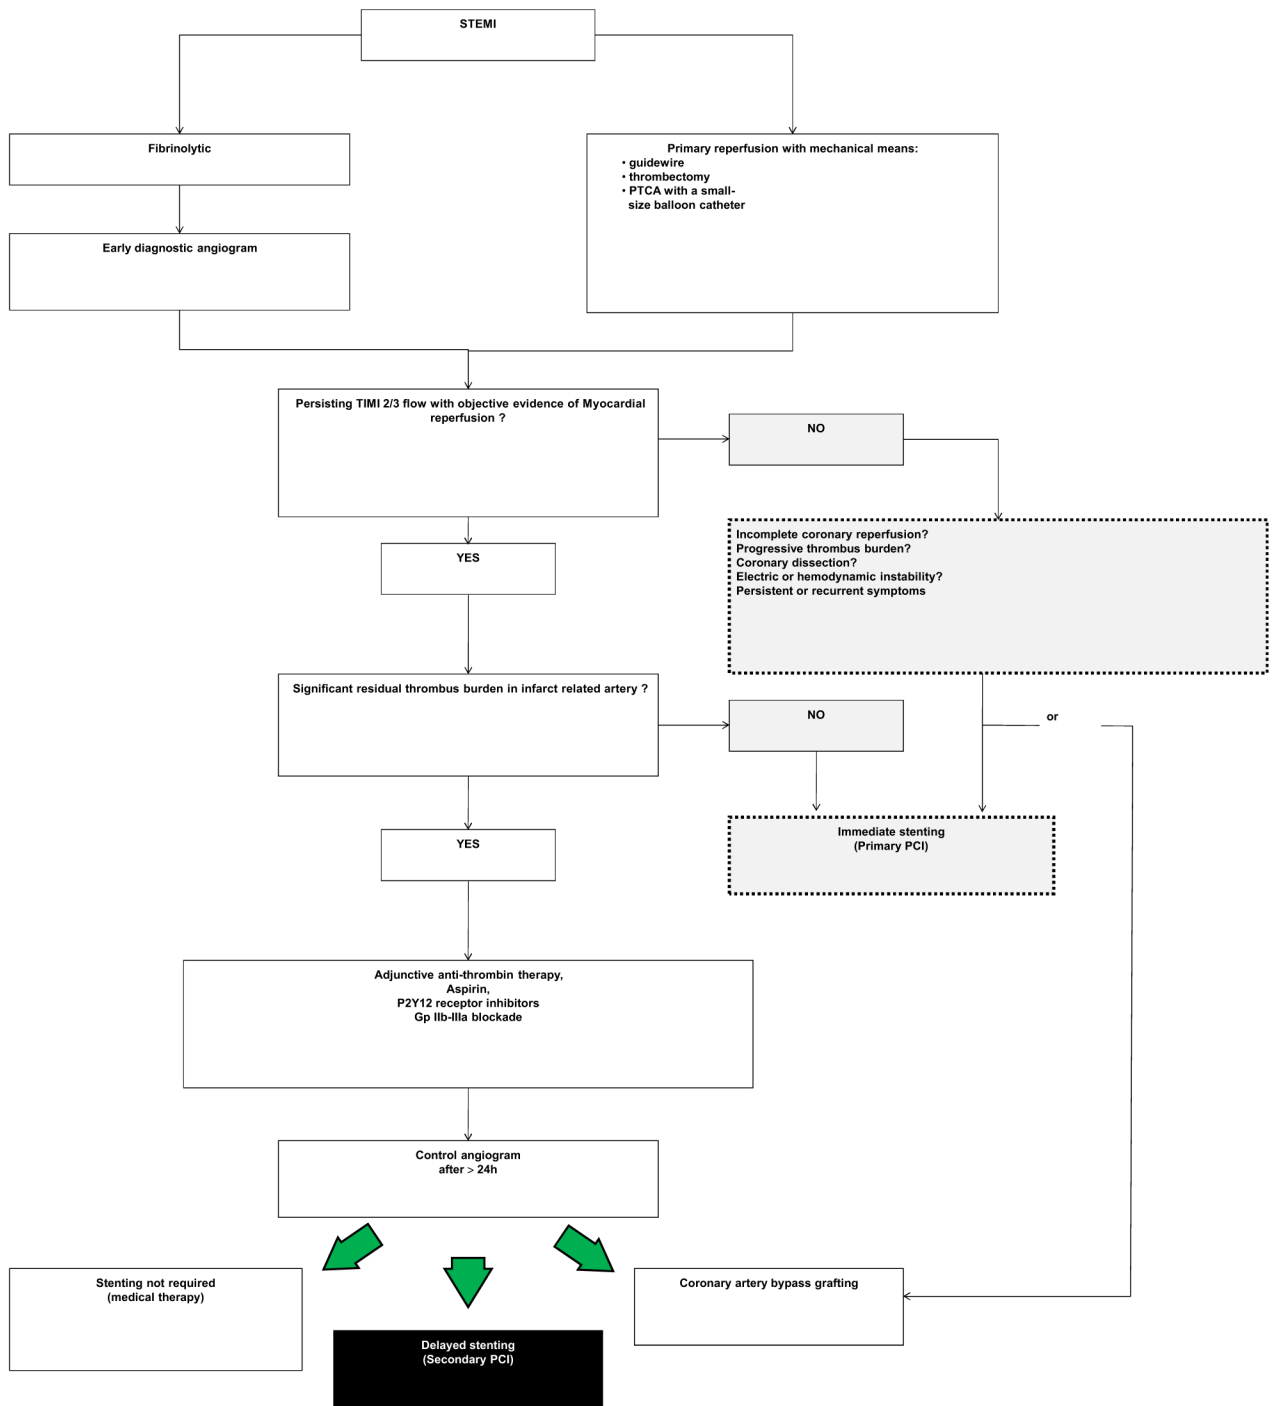 STEMI
Fibrinolytic
Primary reperfusion with mechanical means:
• guidewire
• thrombectomy
• PTCA with a small-
size balloon catheter
Early diagnostic angiogram
Persisting TIMI 2/3 flow with objective evidence of Myocardial
reperfusion ?
NO
YES
Incomplete coronary reperfusion?
Progressive thrombus burden?
Coronary dissection?
Electric or hemodynamic instability?
Persistent or recurrent symptoms
Significant residual thrombus burden in infarct related artery ?
NO
or
YES
Immediate stenting
(Primary PCI)
Adjunctive anti-thrombin therapy,
Aspirin,
P2Y12 receptor inhibitors
Gp IIb-IIIa blockade
Control angiogram
after > 24h
Stenting not required
(medical therapy)
Coronary artery bypass grafting
Delayed stenting
(Secondary PCI)